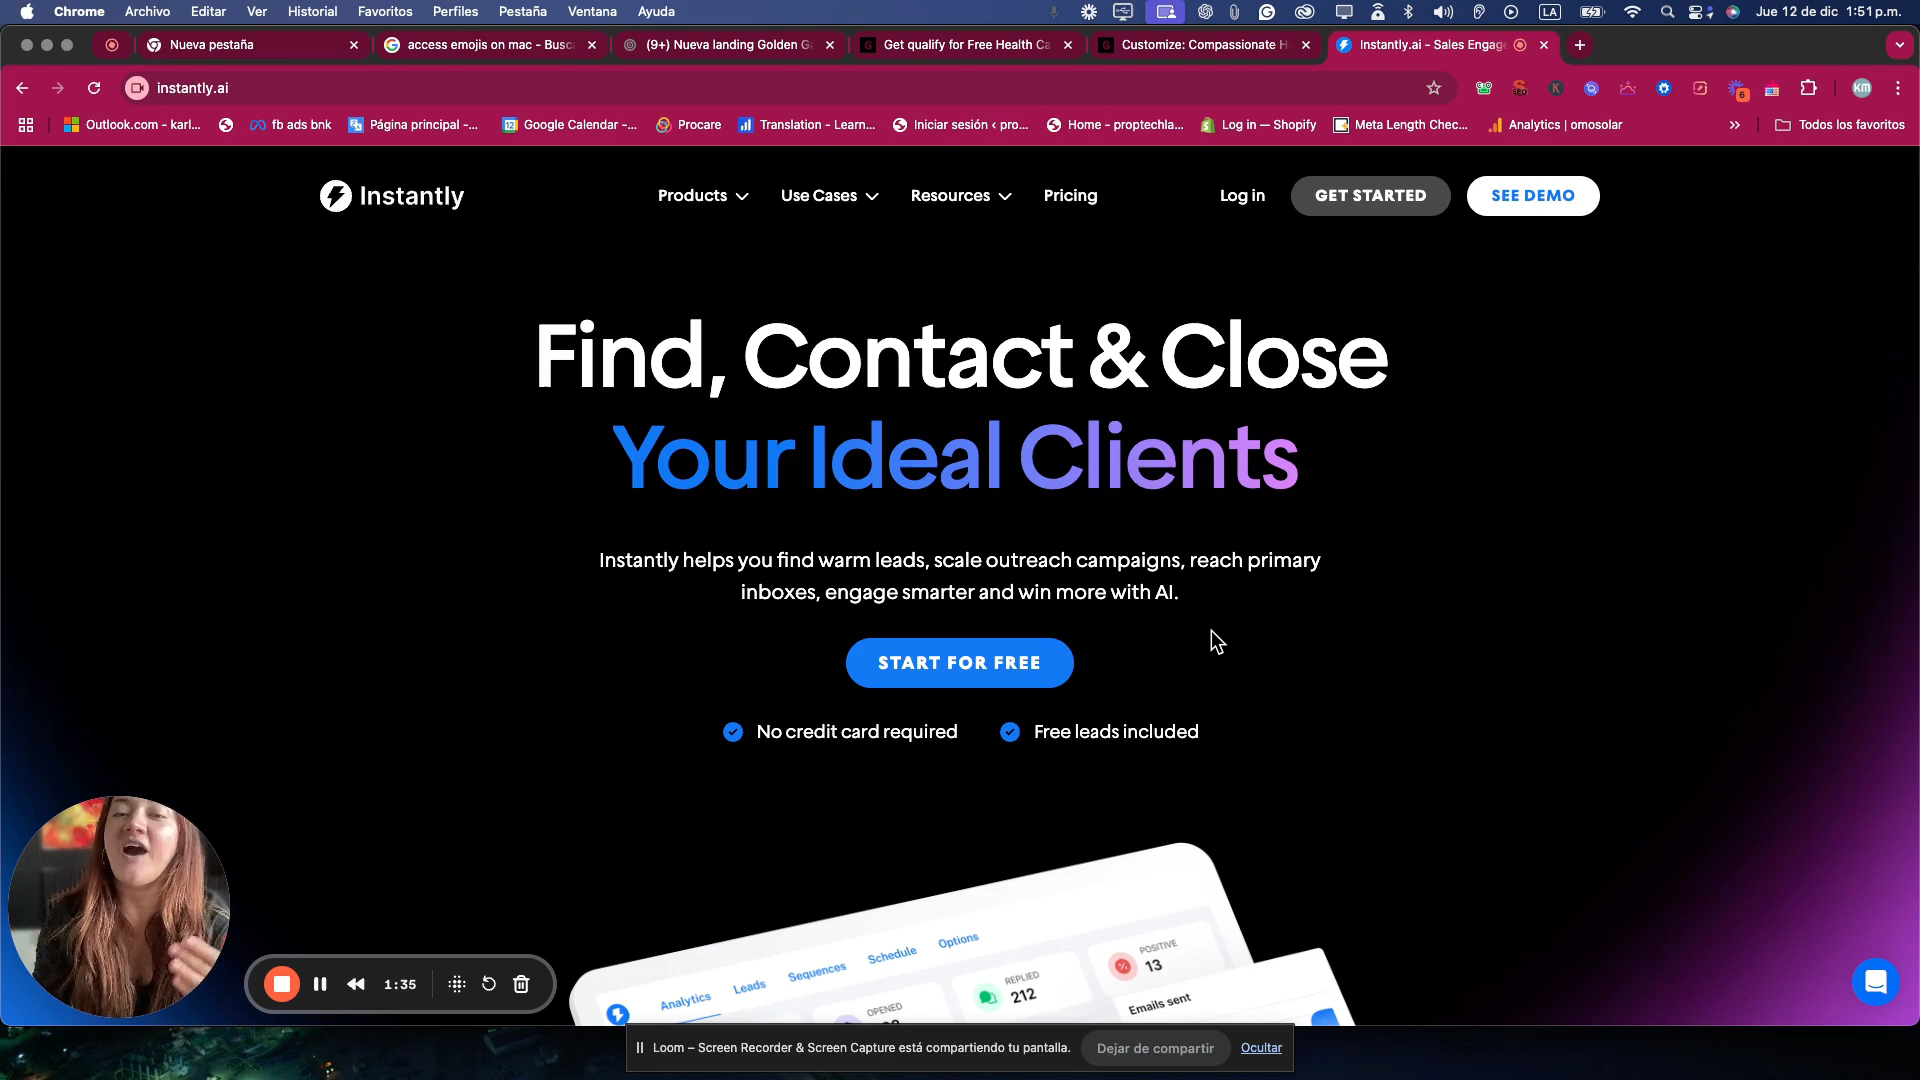 Chrome Archivo Editar Ver Historial Favoritos Perfiles Pestaña Ventana Ayuda LA Jue 12 de dic 1:51 p.m.
Nueva pestaña access emojis on mac - Busc (9+) Nueva landing Golden G Get qualify for Free Health Ca Customize: Compassionate H Instantly.ai - Sales Engag
instantly.ai SEO K 6 KM
Outlook.com - karl... fb ads bnk Página principal -... Google Calendar -... Procare Translation - Learn... Iniciar sesión ‹ pro... Home - proptechla... Log in — Shopify Meta Length Chec... Analytics | omosolar » Todos los favoritos
Instantly Products Use Cases Resources Pricing Log in GET STARTED SEE DEMO
Find, Contact & Close
Your Ideal Clients
Instantly helps you find warm leads, scale outreach campaigns, reach primary
inboxes, engage smarter and win more with AI.
START FOR FREE
No credit card required Free leads included
Analytics Leads Sequences Schedule Options
OPENED
REPLIED
212
POSITIVE
13
Emails sent
1:35
Loom – Screen Recorder & Screen Capture está compartiendo tu pantalla. Dejar de compartir Ocultar